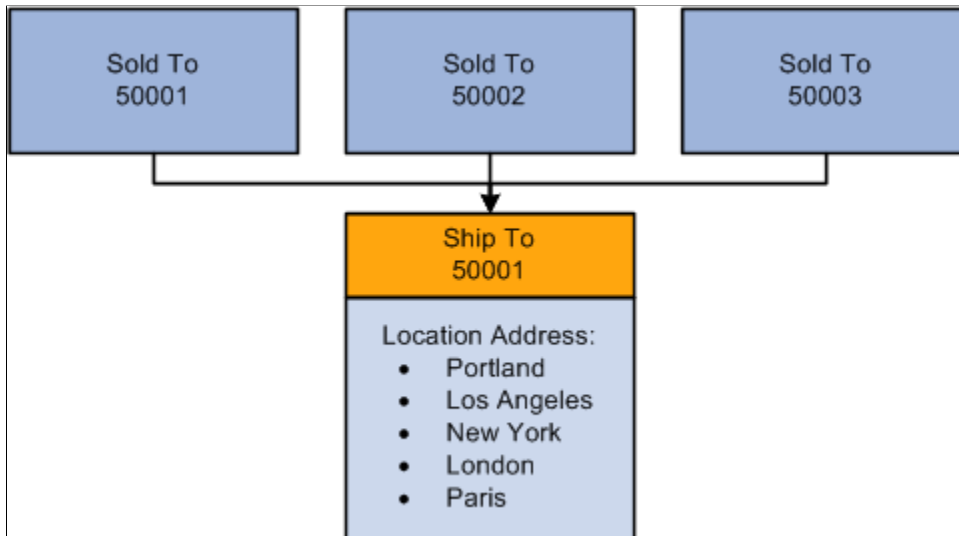 Sold To
50001
Sold To
50002
Sold To
50003
Ship To
50001
Location Address:
• Portland
• Los Angeles
• New York
• London
• Paris